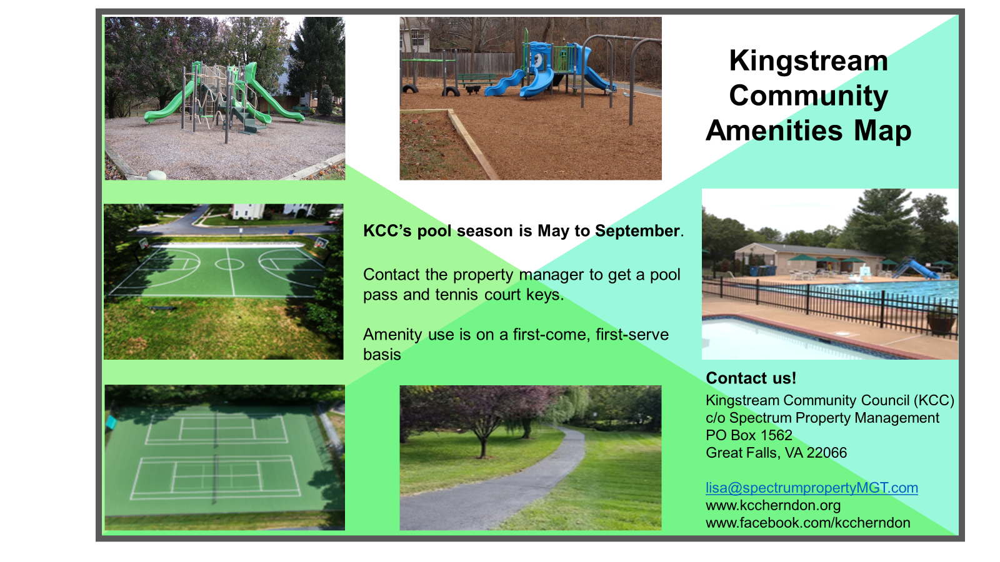 Kingstream
Community
Amenities Map
KCC’s pool season is May to September.
Contact the property manager to get a pool
pass and tennis court keys.
Amenity use is on a first-come, first-serve
basis
Contact us!
Kingstream Community Council (KCC)
c/o Spectrum Property Management
PO Box 1562
Great Falls, VA 22066
lisa@spectrumpropertyMGT.com
www.kccherndon.org
www.facebook.com/kccherndon